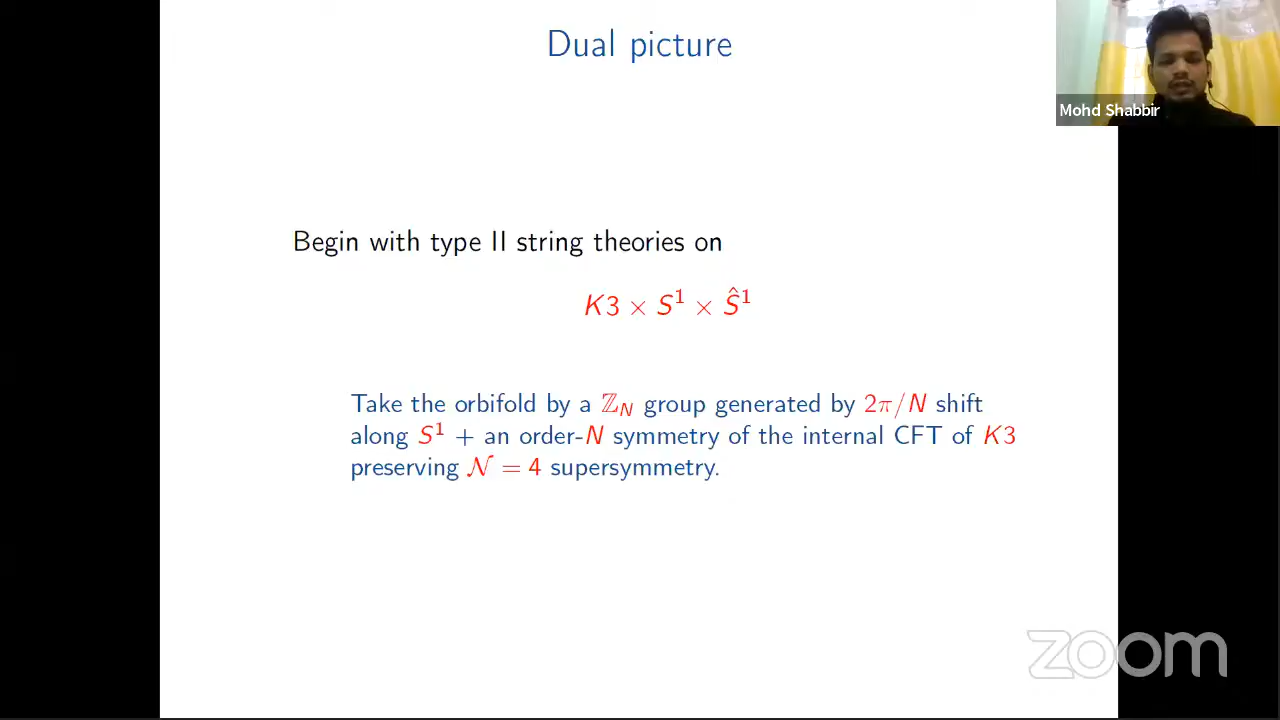 Dual picture
Mohd Shabbir
Begin with type II string theories on
K3 × S¹ × Ŝ¹
Take the orbifold by a ℤ_N group generated by 2π/N shift
along S¹ + an order-N symmetry of the internal CFT of K3
preserving 𝒩 = 4 supersymmetry.
zoom